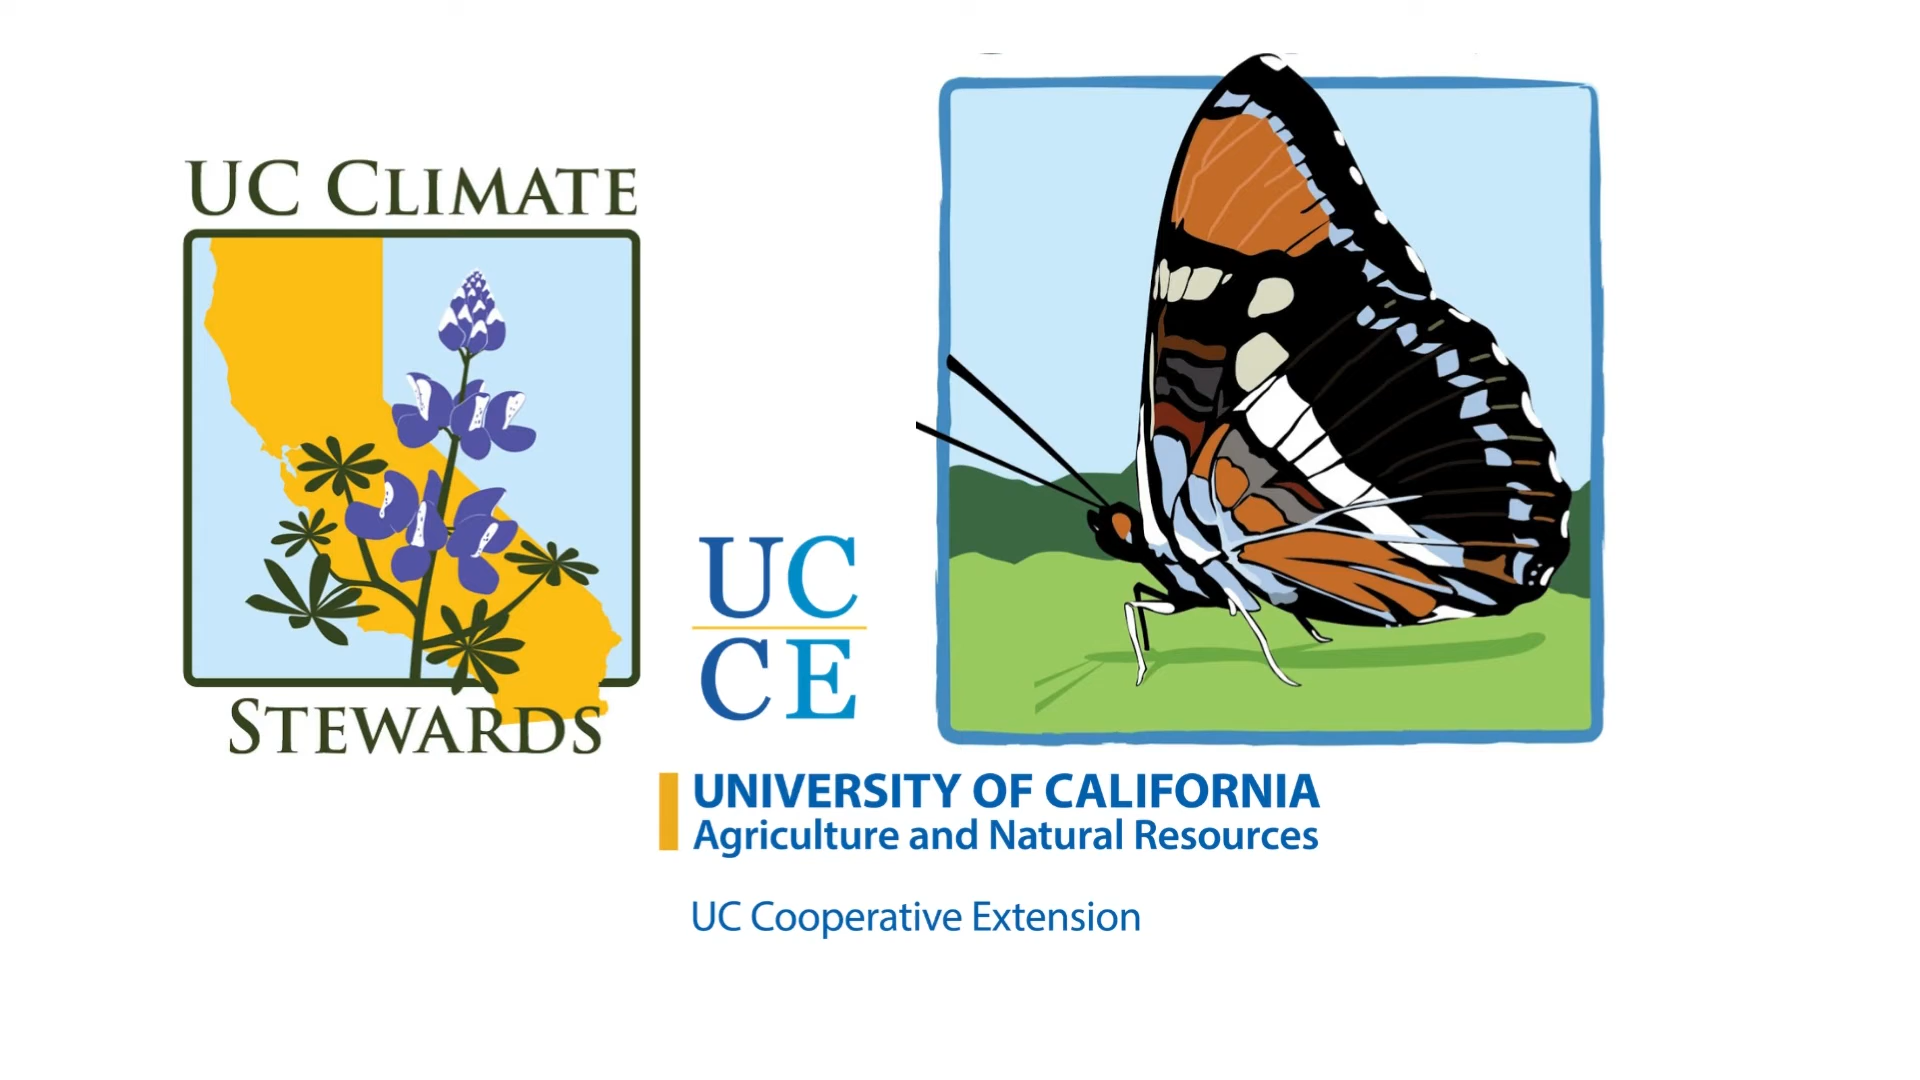 UC CLIMATE
STEWARDS
UC
CE
UNIVERSITY OF CALIFORNIA
Agriculture and Natural Resources
UC Cooperative Extension